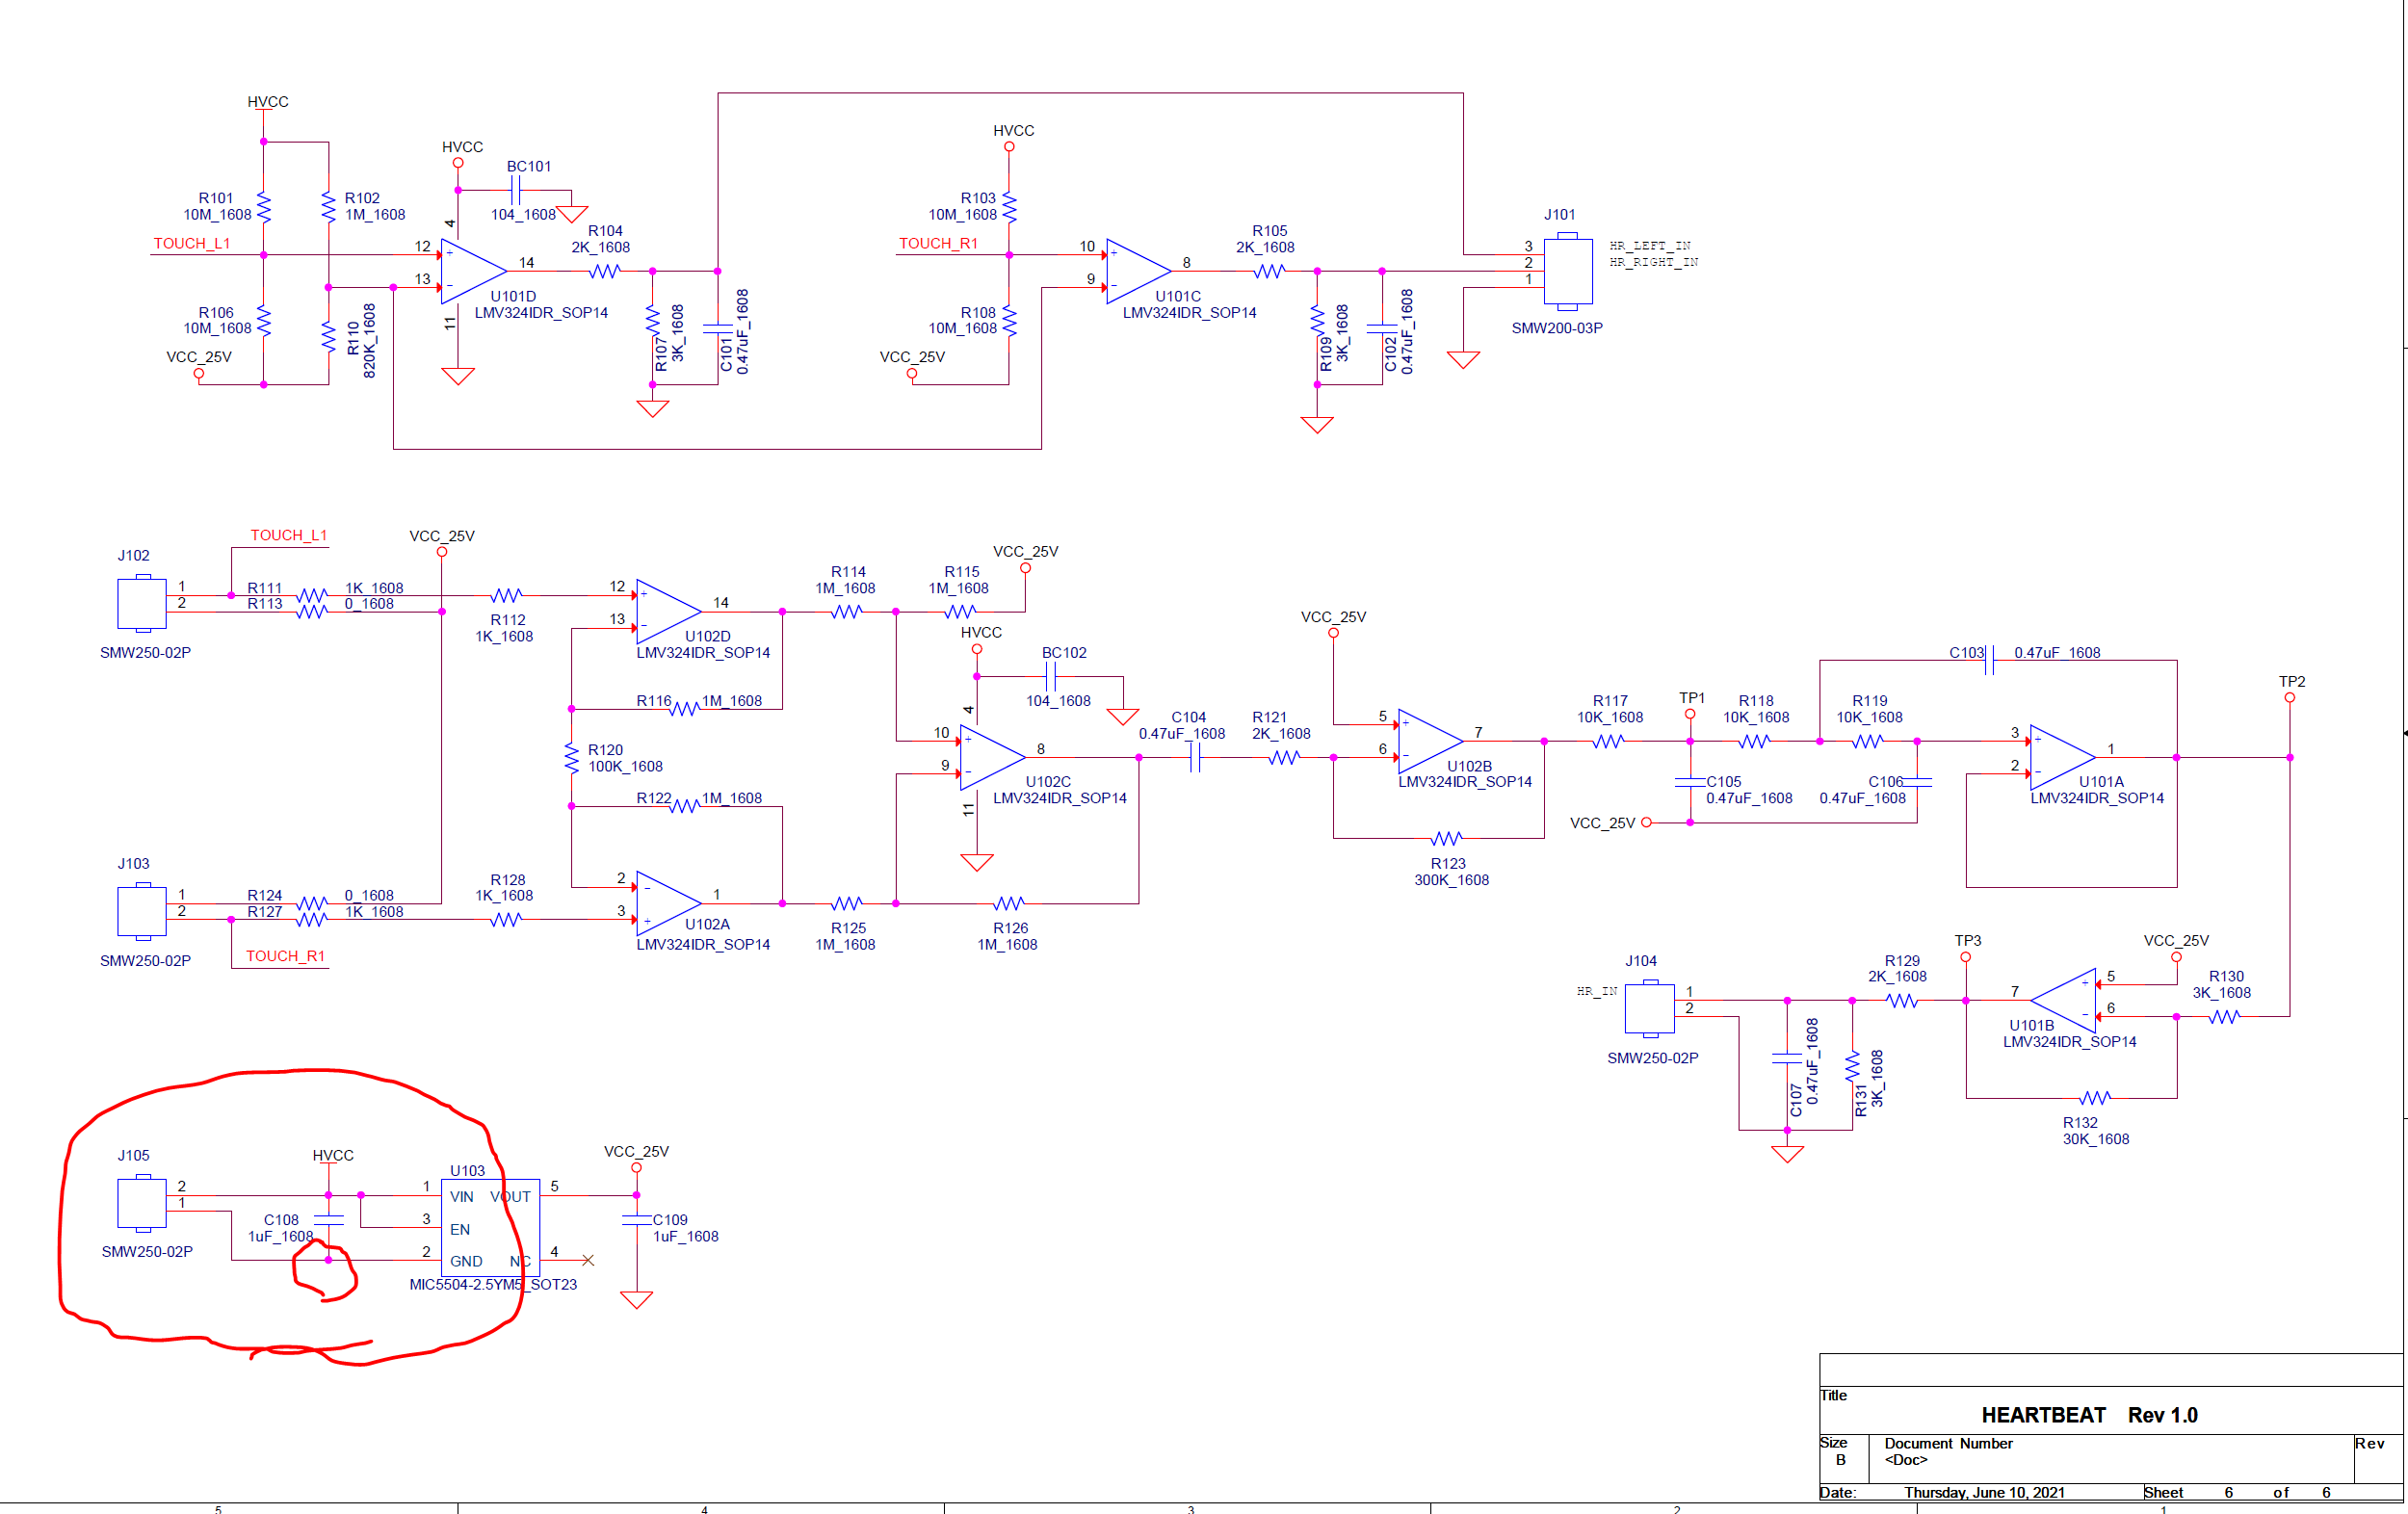 HVCC
R101
10M_1608
R102
1M_1608
TOUCH_L1
R106
10M_1608
VCC_25V
R110
820K_1608
HVCC
BC101
104_1608
4
12
13
14
11
+
-
U101D
LMV324IDR_SOP14
R104
2K_1608
R107
3K_1608
C101
0.47uF_1608
HVCC
R103
10M_1608
TOUCH_R1
R108
10M_1608
VCC_25V
10
9
8
+
-
U101C
LMV324IDR_SOP14
R105
2K_1608
R109
3K_1608
C102
0.47uF_1608
J101
3
2
1
HR_LEFT_IN
HR_RIGHT_IN
SMW200-03P
TOUCH_L1
VCC_25V
J102
1
2
R111
1K_1608
R113
0_1608
SMW250-02P
R112
1K_1608
12
13
14
+
-
U102D
LMV324IDR_SOP14
R114
1M_1608
R115
1M_1608
VCC_25V
R116
1M_1608
R120
100K_1608
R122
1M_1608
HVCC
BC102
104_1608
4
10
9
8
11
+
-
U102C
LMV324IDR_SOP14
J103
1
2
R124
0_1608
R127
1K_1608
SMW250-02P
TOUCH_R1
R128
1K_1608
2
3
1
-
+
U102A
LMV324IDR_SOP14
R125
1M_1608
R126
1M_1608
C104
0.47uF_1608
R121
2K_1608
VCC_25V
5
6
7
+
-
U102B
LMV324IDR_SOP14
R123
300K_1608
R117
10K_1608
TP1
R118
10K_1608
R119
10K_1608
C103
0.47uF_1608
C105
0.47uF_1608
C106
0.47uF_1608
VCC_25V
3
2
1
+
-
U101A
LMV324IDR_SOP14
TP2
J104
HR_IN
1
2
SMW250-02P
C107
0.47uF_1608
R131
3K_1608
R129
2K_1608
TP3
VCC_25V
7
5
6
+
-
U101B
LMV324IDR_SOP14
R130
3K_1608
R132
30K_1608
J105
2
1
SMW250-02P
HVCC
C108
1uF_1608
U103
1
3
2
VIN
VOUT
EN
GND
NC
5
4
MIC5504-2.5YM5_SOT23
VCC_25V
C109
1uF_1608
Title
HEARTBEAT Rev 1.0
Size
B
Document Number
<Doc>
Rev
Date:
Thursday, June 10, 2021
Sheet 6 of 6
5
4
3
2
1